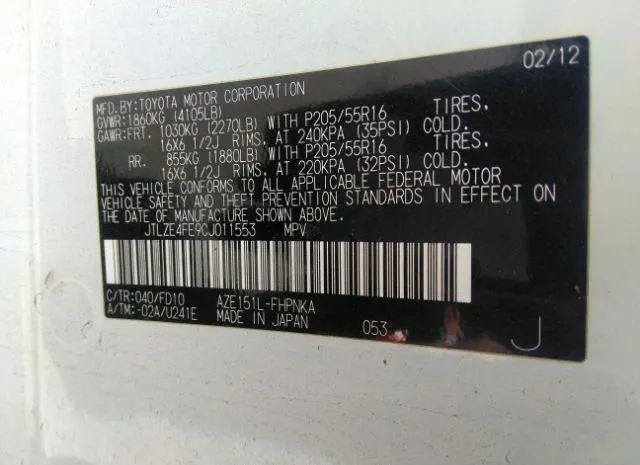 02/12
MFD.BY:TOYOTA MOTOR CORPORATION
GVWR:1860KG (4105LB)
GAWR:FRT. 1030KG (2270LB) WITH P205/55R16 TIRES,
16X6 1/2J RIMS, AT 240KPA (35PSI) COLD.
RR. 855KG (1880LB) WITH P205/55R16 TIRES,
16X6 1/2J RIMS, AT 220KPA (32PSI) COLD.
THIS VEHICLE CONFORMS TO ALL APPLICABLE FEDERAL MOTOR
VEHICLE SAFETY AND THEFT PREVENTION STANDARDS IN EFFECT ON
THE DATE OF MANUFACTURE SHOWN ABOVE.
JTLZE4FE9CJ011553 MPV
C/TR:040/FD10 AZE151L-FHPNKA
A/TM:-02A/U241E MADE IN JAPAN 053 J